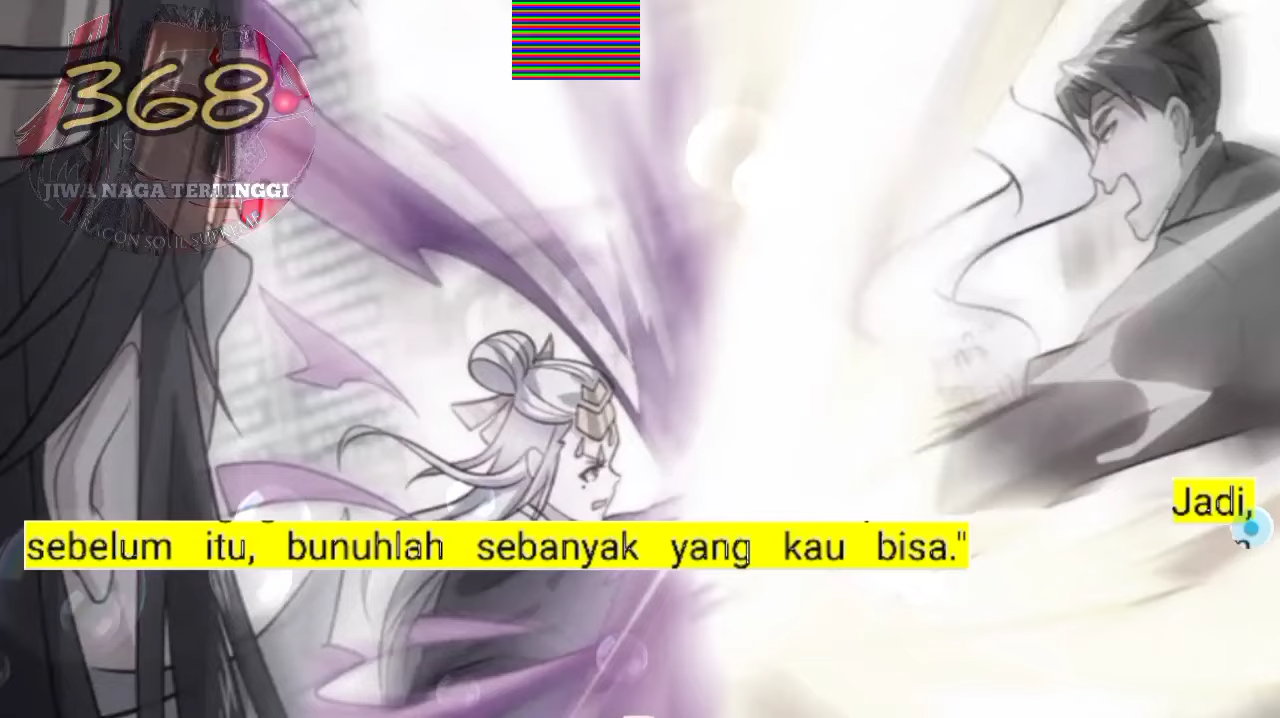 368
JIWA NAGA TERTINGGI
Jadi,
sebelum itu, bunuhlah sebanyak yang kau bisa."